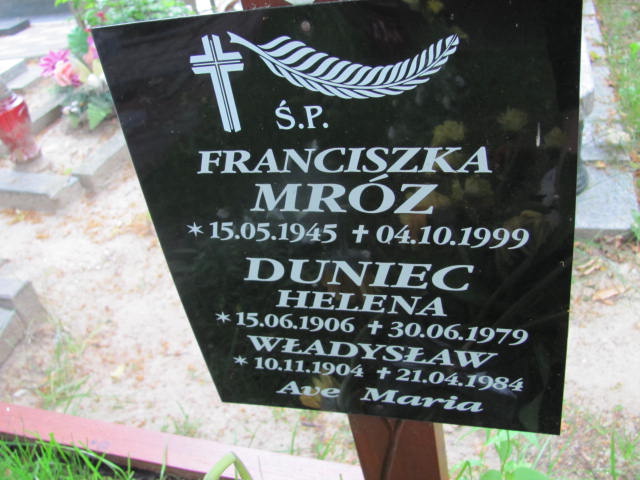 Ś.P.
FRANCISZKA
MRÓZ
* 15.05.1945 ✝ 04.10.1999
DUNIEC
HELENA
* 15.06.1906 ✝ 30.06.1979
WŁADYSŁAW
* 10.11.1904 ✝ 21.04.1984
Ave Maria